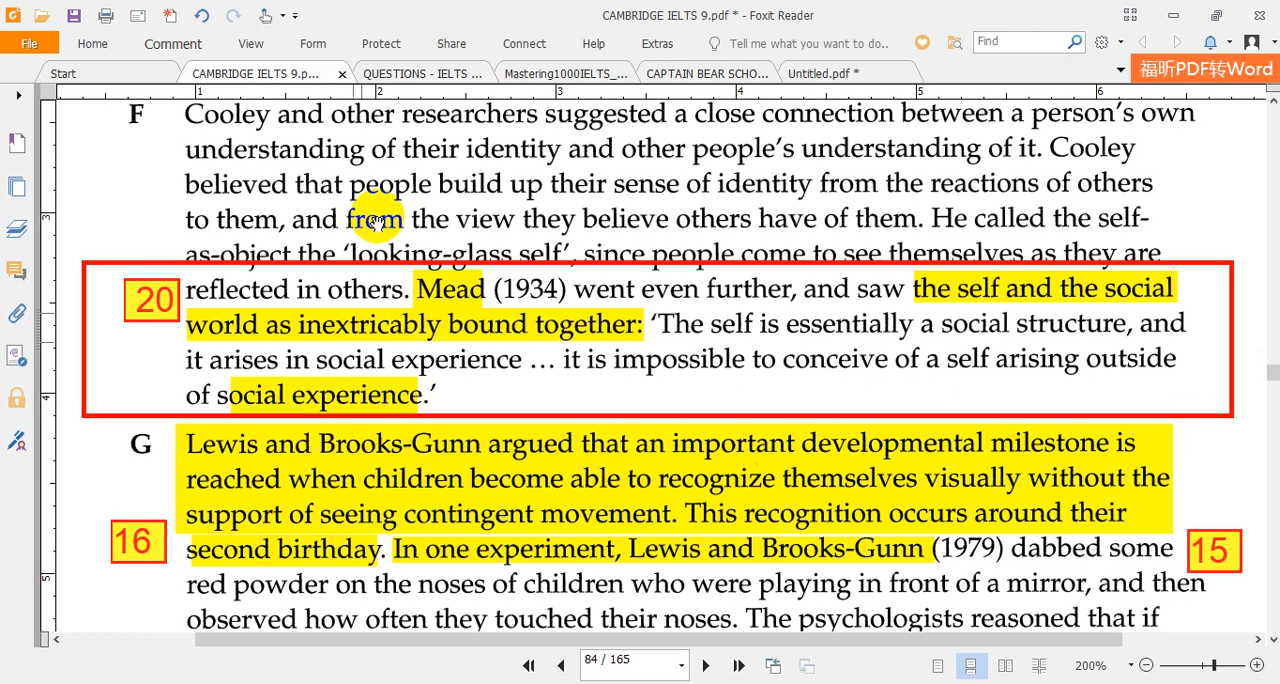 CAMBRIDGE IELTS 9.pdf * - Foxit Reader
File Home Comment View Form Protect Share Connect Help Extras Tell me what you want to do.. Find
Start CAMBRIDGE IELTS 9.p... QUESTIONS - IELTS ... Mastering1000IELTS_... CAPTAIN BEAR SCHO... Untitled.pdf * 福昕PDF转Word
1 2 3 4 5 6
F Cooley and other researchers suggested a close connection between a person's own
understanding of their identity and other people's understanding of it. Cooley
believed that people build up their sense of identity from the reactions of others
3
to them, and from the view they believe others have of them. He called the self-
as-object the 'looking-glass self', since people come to see themselves as they are
20 reflected in others. Mead (1934) went even further, and saw the self and the social
world as inextricably bound together: 'The self is essentially a social structure, and
it arises in social experience … it is impossible to conceive of a self arising outside
4
of social experience.'
G Lewis and Brooks-Gunn argued that an important developmental milestone is
reached when children become able to recognize themselves visually without the
support of seeing contingent movement. This recognition occurs around their
16 second birthday. In one experiment, Lewis and Brooks-Gunn (1979) dabbed some 15
5
red powder on the noses of children who were playing in front of a mirror, and then
observed how often they touched their noses. The psychologists reasoned that if
84 / 165 200%